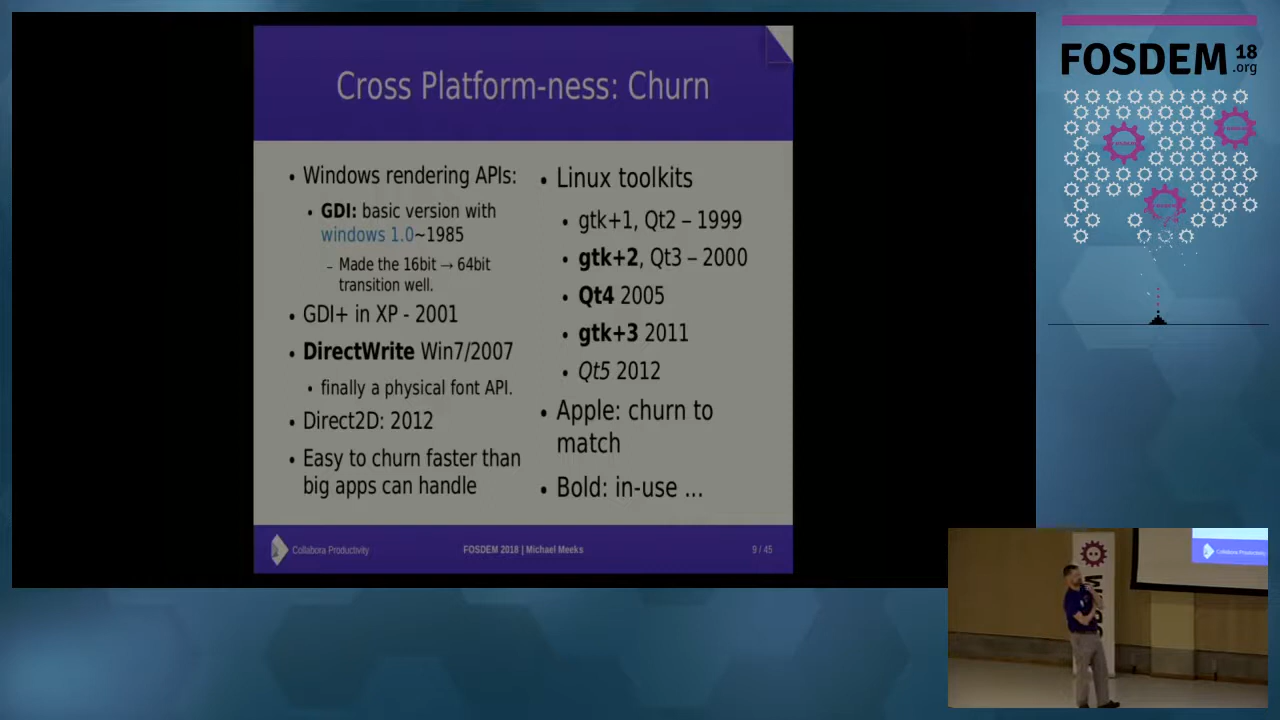 Cross Platform-ness: Churn
• Windows rendering APIs:
• GDI: basic version with
windows 1.0~1985
– Made the 16bit → 64bit
transition well.
• GDI+ in XP - 2001
• DirectWrite Win7/2007
• finally a physical font API.
• Direct2D: 2012
• Easy to churn faster than
big apps can handle
• Linux toolkits
• gtk+1, Qt2 – 1999
• gtk+2, Qt3 – 2000
• Qt4 2005
• gtk+3 2011
• Qt5 2012
• Apple: churn to
match
• Bold: in-use ...
Collabora Productivity
FOSDEM 2018 | Michael Meeks
9 / 45
FOSDEM 18
.org
Collabora Productivity